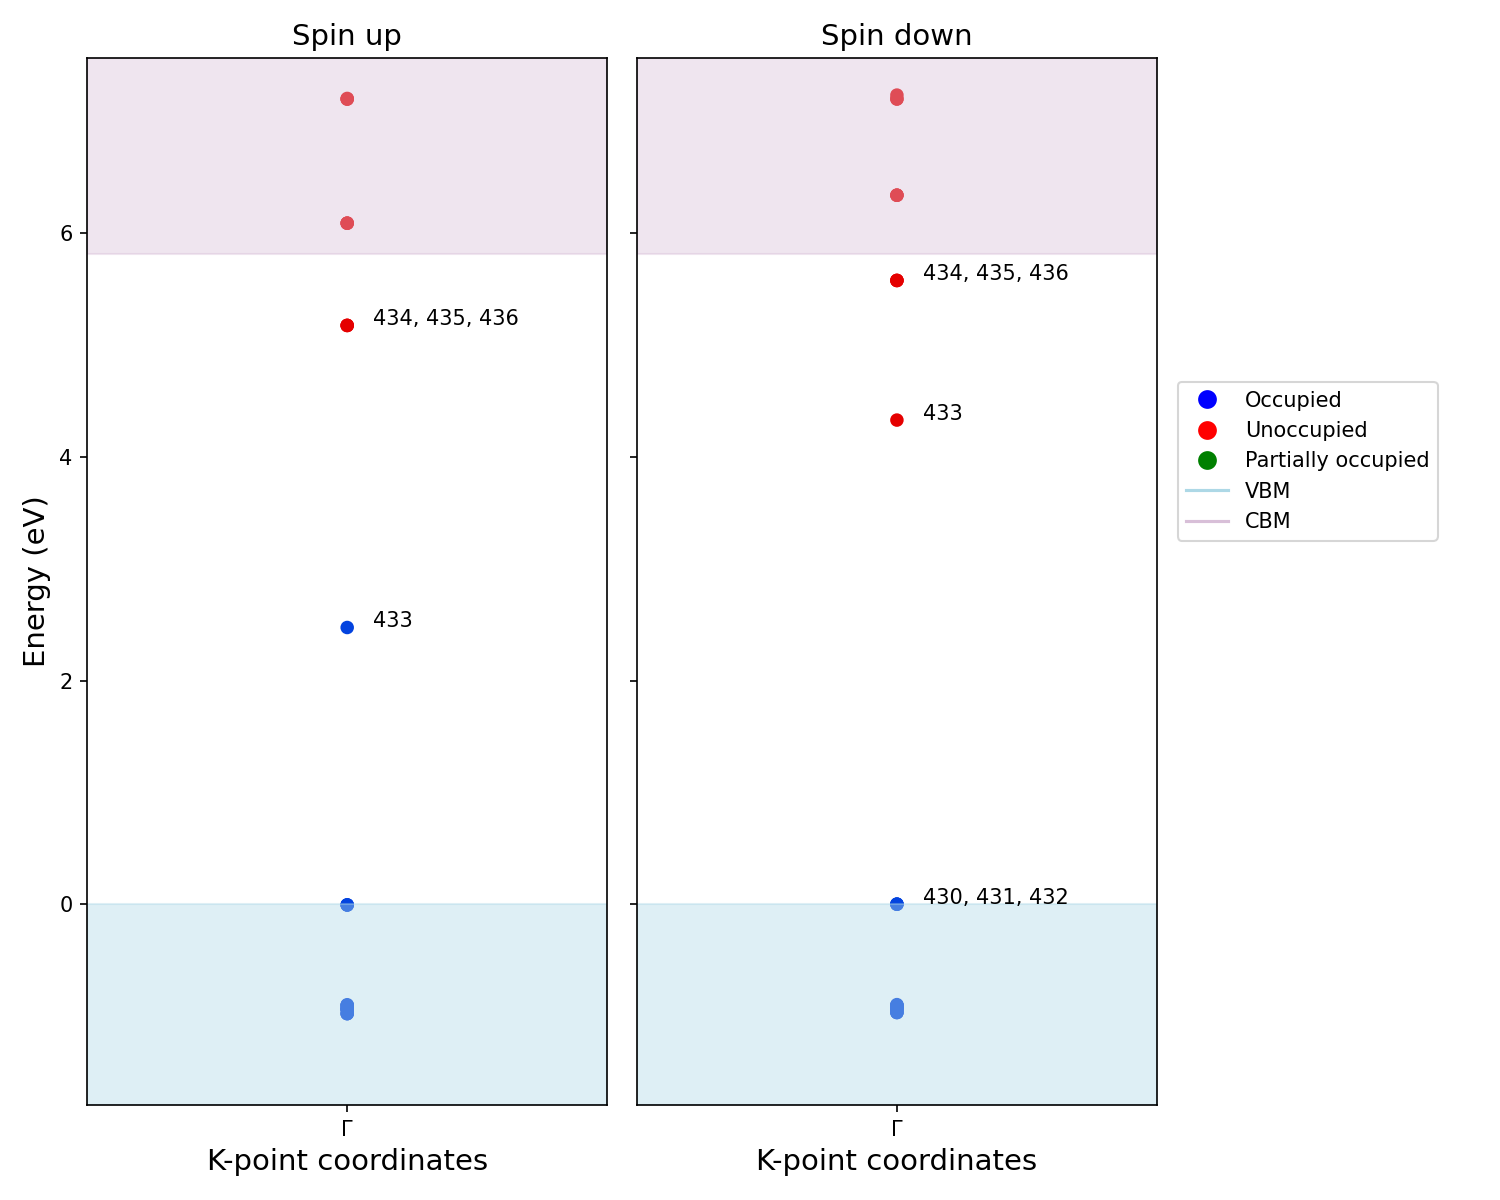 Spin up
Spin down
Energy (eV)
6
4
2
0
434, 435, 436
433
434, 435, 436
433
430, 431, 432
Γ
Γ
K-point coordinates
K-point coordinates
Occupied
Unoccupied
Partially occupied
VBM
CBM